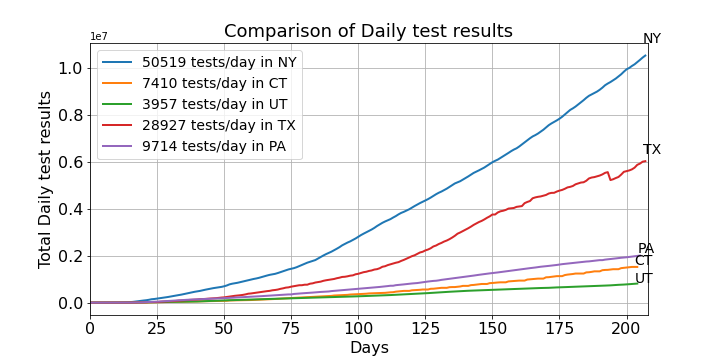 Comparison of Daily test results
1e7
NY
50519 tests/day in NY
7410 tests/day in CT
3957 tests/day in UT
28927 tests/day in TX
9714 tests/day in PA
1.0
0.8
0.6
0.4
0.2
0.0
TX
PA
CT
UT
Total Daily test results
0 25 50 75 100 125 150 175 200
Days